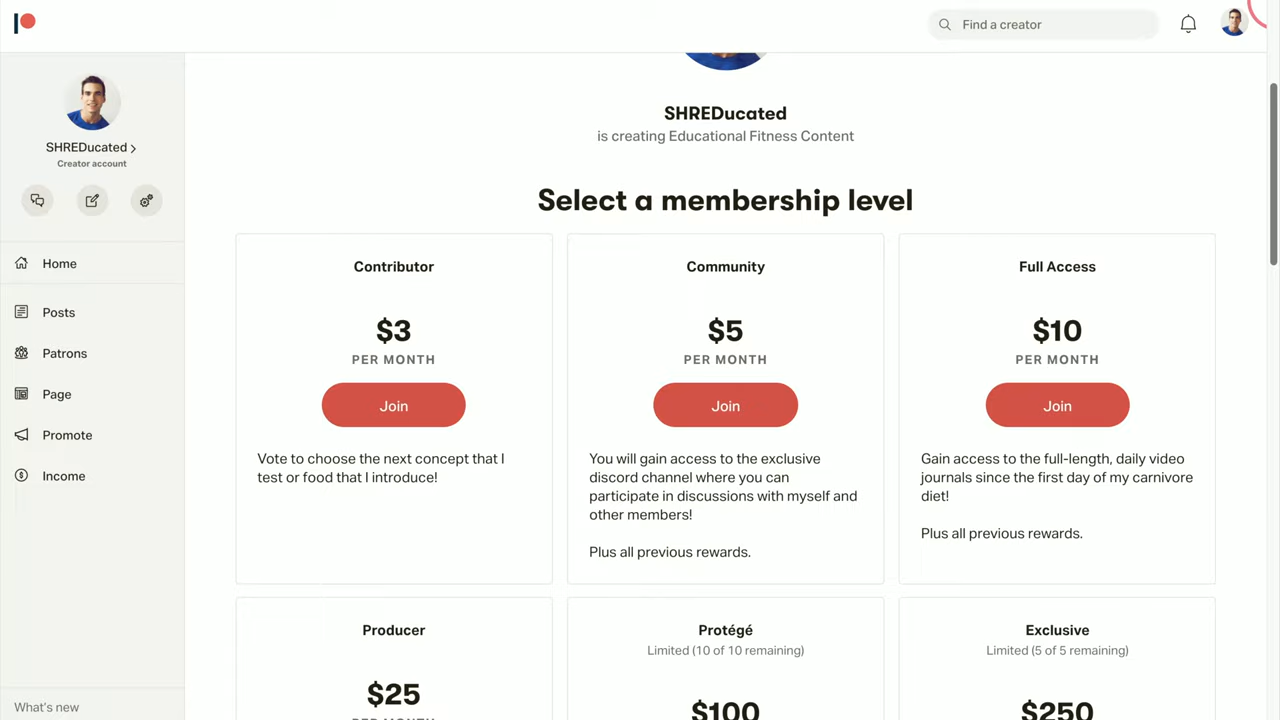 Find a creator
SHREDucated
Creator account
Home
Posts
Patrons
Page
Promote
Income
What's new
SHREDucated
is creating Educational Fitness Content
Select a membership level
Contributor
$3
PER MONTH
Join
Vote to choose the next concept that I
test or food that I introduce!
Community
$5
PER MONTH
Join
You will gain access to the exclusive
discord channel where you can
participate in discussions with myself and
other members!
Plus all previous rewards.
Full Access
$10
PER MONTH
Join
Gain access to the full-length, daily video
journals since the first day of my carnivore
diet!
Plus all previous rewards.
Producer
$25
PER MONTH
Protégé
Limited (10 of 10 remaining)
$100
Exclusive
Limited (5 of 5 remaining)
$250